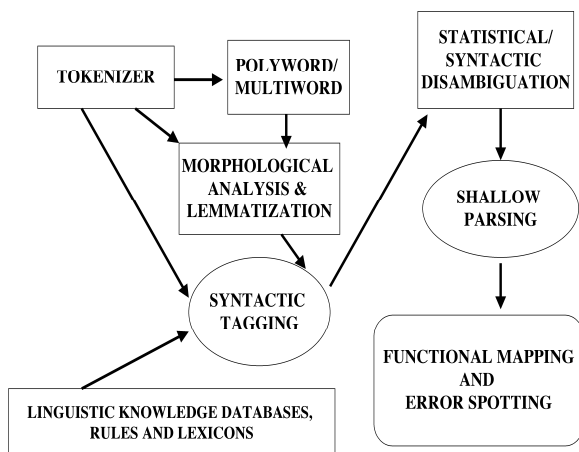 TOKENIZER
POLYWORD/
MULTIWORD
MORPHOLOGICAL
ANALYSIS &
LEMMATIZATION
SYNTACTIC
TAGGING
LINGUISTIC KNOWLEDGE DATABASES,
RULES AND LEXICONS
STATISTICAL/
SYNTACTIC
DISAMBIGUATION
SHALLOW
PARSING
FUNCTIONAL MAPPING
AND
ERROR SPOTTING